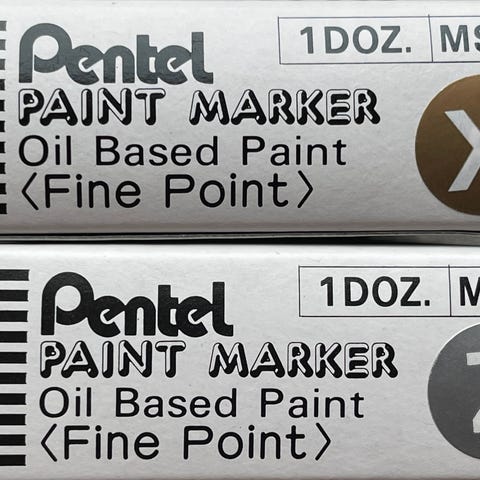 Pentel
1DOZ.
PAINT MARKER
Oil Based Paint
<Fine Point>
X
Pentel
1DOZ.
PAINT MARKER
Oil Based Paint
<Fine Point>